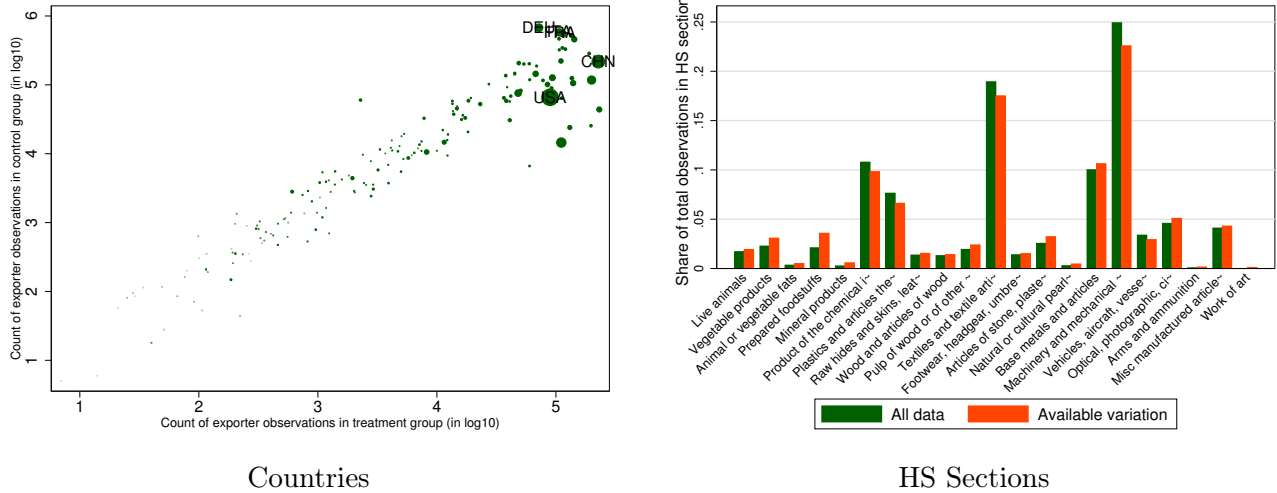 Count of exporter observations in control group (in log10)
6
5
4
3
2
1
DEU
ITA
CHN
USA
1 2 3 4 5
Count of exporter observations in treatment group (in log10)
Countries
Share of total observations in HS section
.25
.2
.15
.1
.05
0
Live animals
Vegetable products
Animal or vegetable fats
Prepared foodstuffs
Mineral products
Product of the chemical i~
Plastics and articles the~
Raw hides and skins, leat~
Wood and articles of wood
Pulp of wood or of other ~
Textiles and textile arti~
Footwear, headgear, umbre~
Articles of stone, plaste~
Natural or cultural pearl~
Base metals and articles
Machinery and mechanical ~
Vehicles, aircraft, vesse~
Optical, photographic, ci~
Arms and ammunition
Misc manufactured article~
Work of art
All data
Available variation
HS Sections